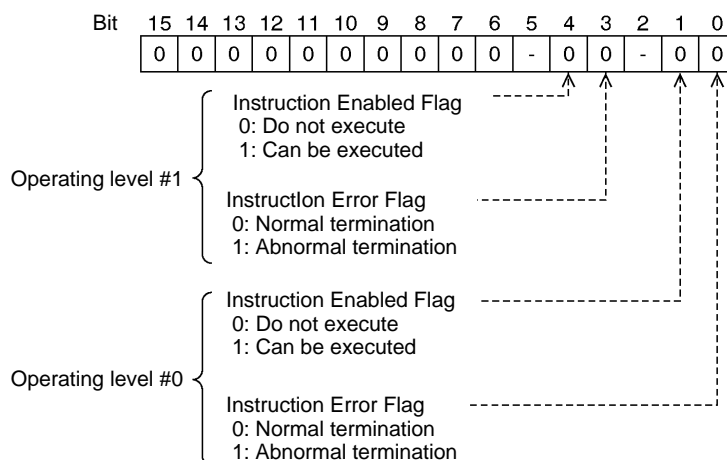 Bit 15 14 13 12 11 10 9 8 7 6 5 4 3 2 1 0
0 0 0 0 0 0 0 0 0 0 - 0 0 - 0 0
Operating level #1
Instruction Enabled Flag
0: Do not execute
1: Can be executed
InstructIon Error Flag
0: Normal termination
1: Abnormal termination
Operating level #0
Instruction Enabled Flag
0: Do not execute
1: Can be executed
Instruction Error Flag
0: Normal termination
1: Abnormal termination